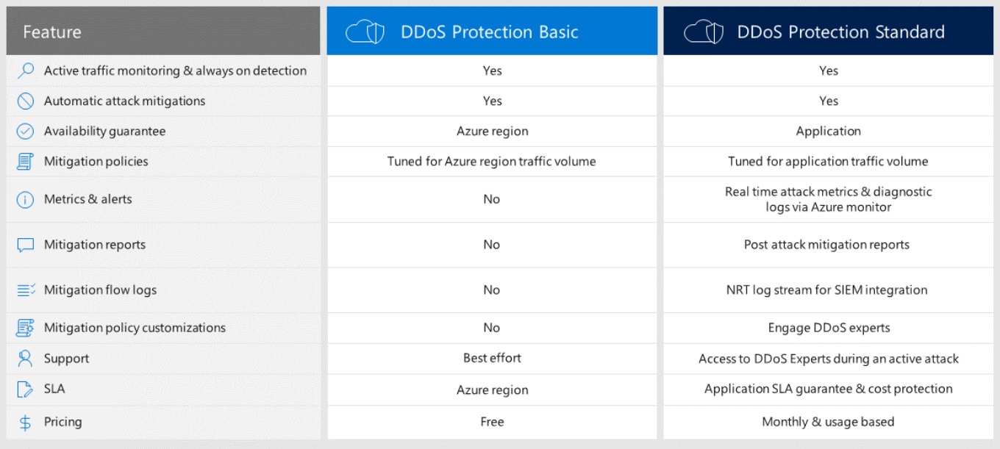 Feature
DDoS Protection Basic
DDoS Protection Standard
Active traffic monitoring & always on detection
Yes
Yes
Automatic attack mitigations
Yes
Yes
Availability guarantee
Azure region
Application
Mitigation policies
Tuned for Azure region traffic volume
Tuned for application traffic volume
Metrics & alerts
No
Real time attack metrics & diagnostic
logs via Azure monitor
Mitigation reports
No
Post attack mitigation reports
Mitigation flow logs
No
NRT log stream for SIEM integration
Mitigation policy customizations
No
Engage DDoS experts
Support
Best effort
Access to DDoS Experts during an active attack
SLA
Azure region
Application SLA guarantee & cost protection
Pricing
Free
Monthly & usage based